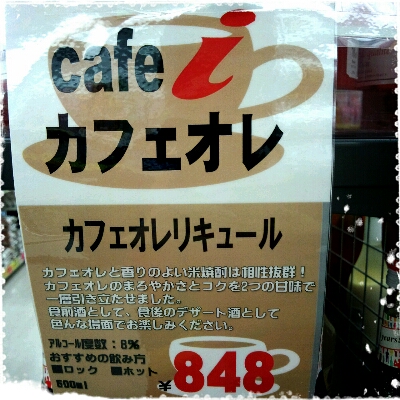 cafe i
カフェオレ
カフェオレリキュール
カフェオレと香りのよい米焼酎は相性抜群！
カフェオレのまろやかさとコクを2つの甘味で
一層引き立たせました。
食前酒として、食後のデザート酒として
色んな場面でお楽しみください。
アルコール度数：8%
おすすめの飲み方
■ロック ■ホット
500ml
¥848